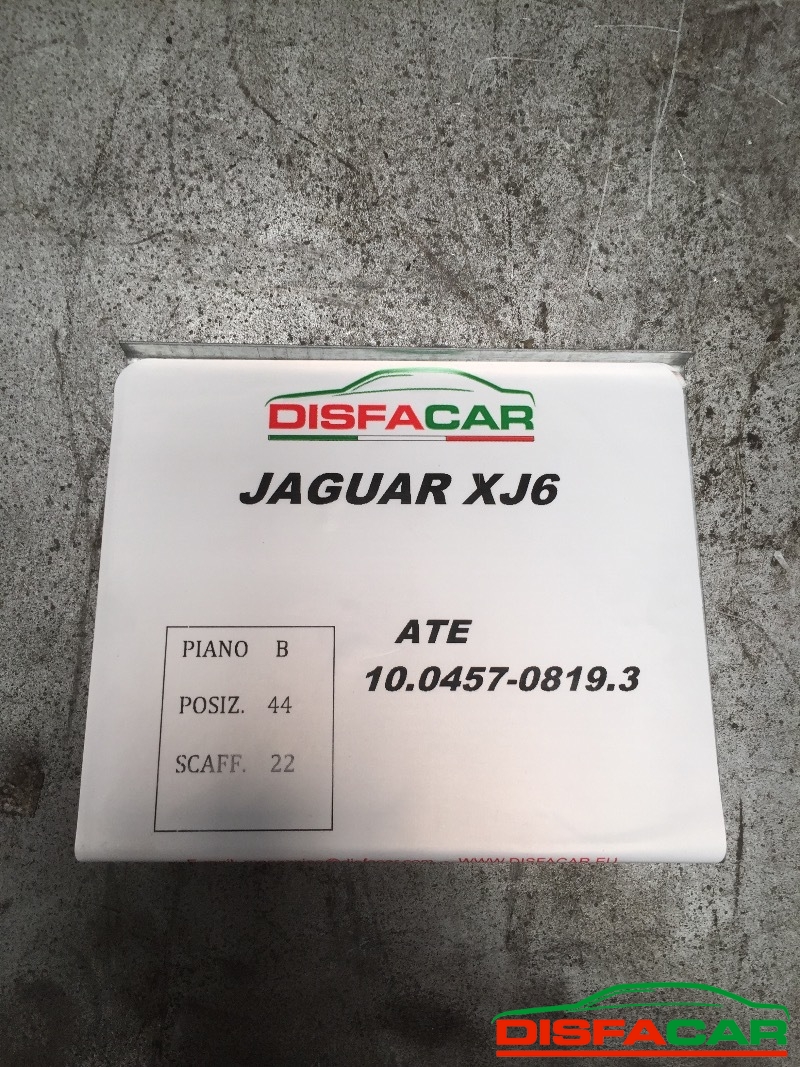 DISFACAR
JAGUAR XJ6
ATE
10.0457-0819.3
PIANO B
POSIZ. 44
SCAFF. 22
WWW.DISFACAR.EU
DISFACAR